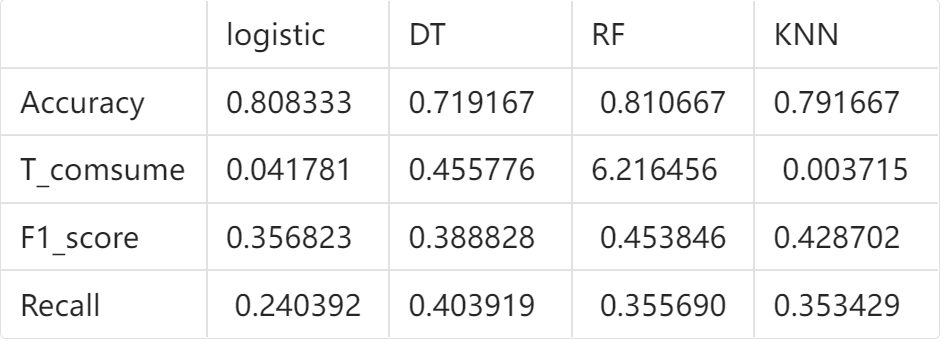 logistic DT RF KNN
Accuracy 0.808333 0.719167 0.810667 0.791667
T_comsume 0.041781 0.455776 6.216456 0.003715
F1_score 0.356823 0.388828 0.453846 0.428702
Recall 0.240392 0.403919 0.355690 0.353429